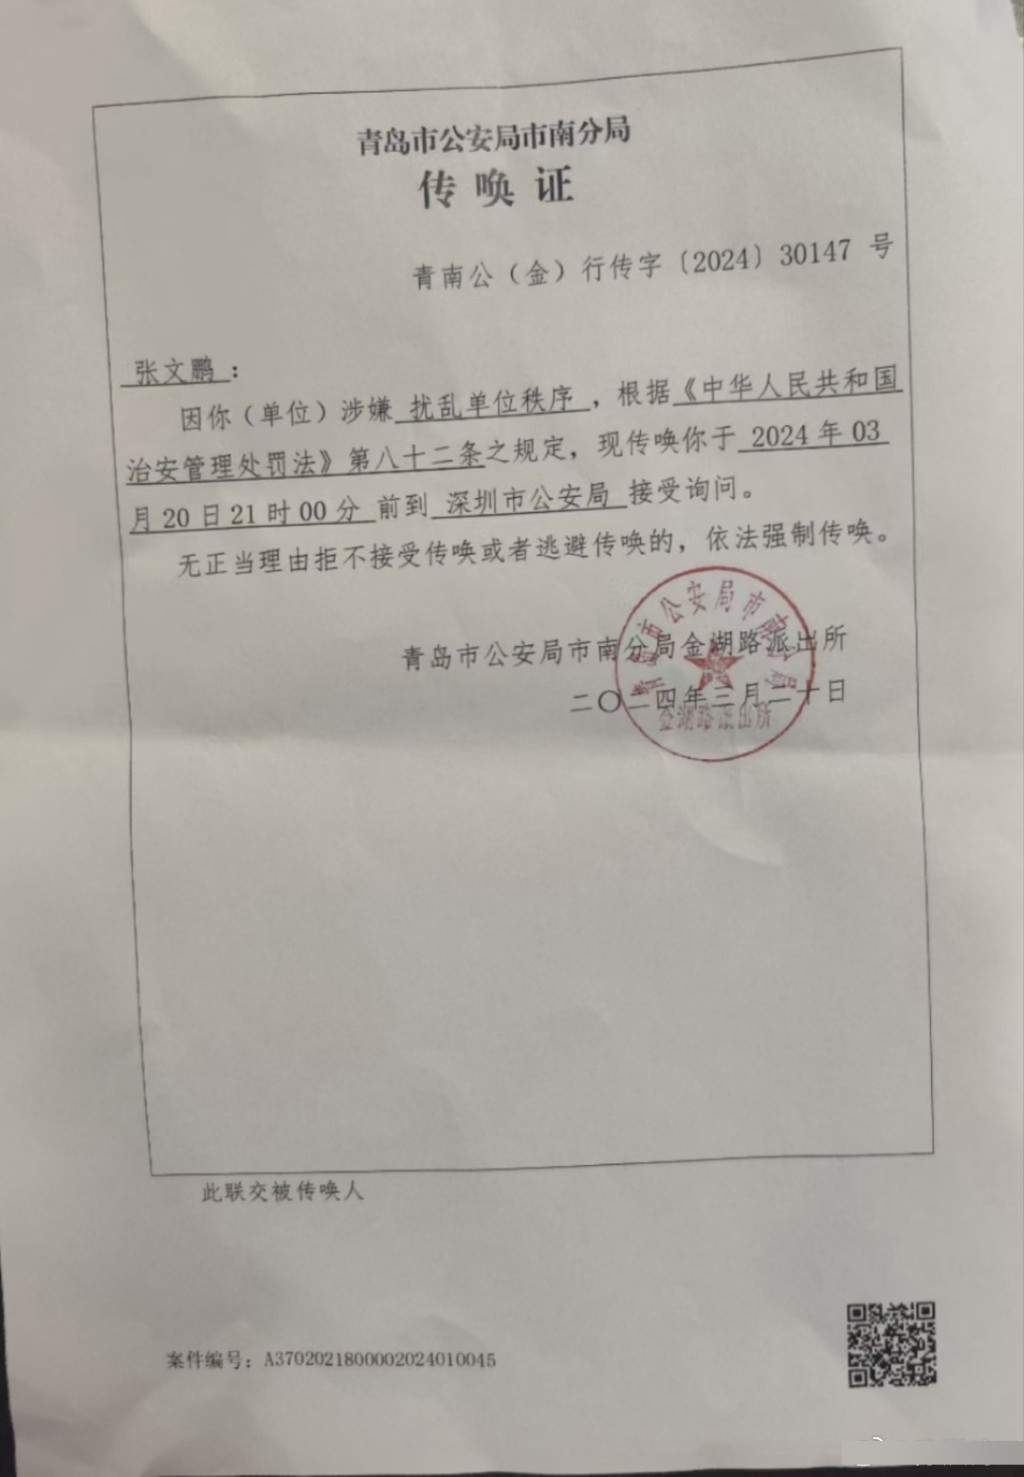 青岛市公安局市南分局
传唤证
青南公（金）行传字〔2024〕30147 号
张文鹏：
因你（单位）涉嫌 扰乱单位秩序 ，根据《中华人民共和国
治安管理处罚法》第八十二条之规定，现传唤你于 2024 年 03
月 20 日 21 时 00 分 前到 深圳市公安局 接受询问。
无正当理由拒不接受传唤或者逃避传唤的，依法强制传唤。
青岛市公安局市南分局金湖路派出所
二〇二四年三月二十日
青岛市公安局市南分局
金湖路派出所
此联交被传唤人
案件编号：A3702021800002024010045